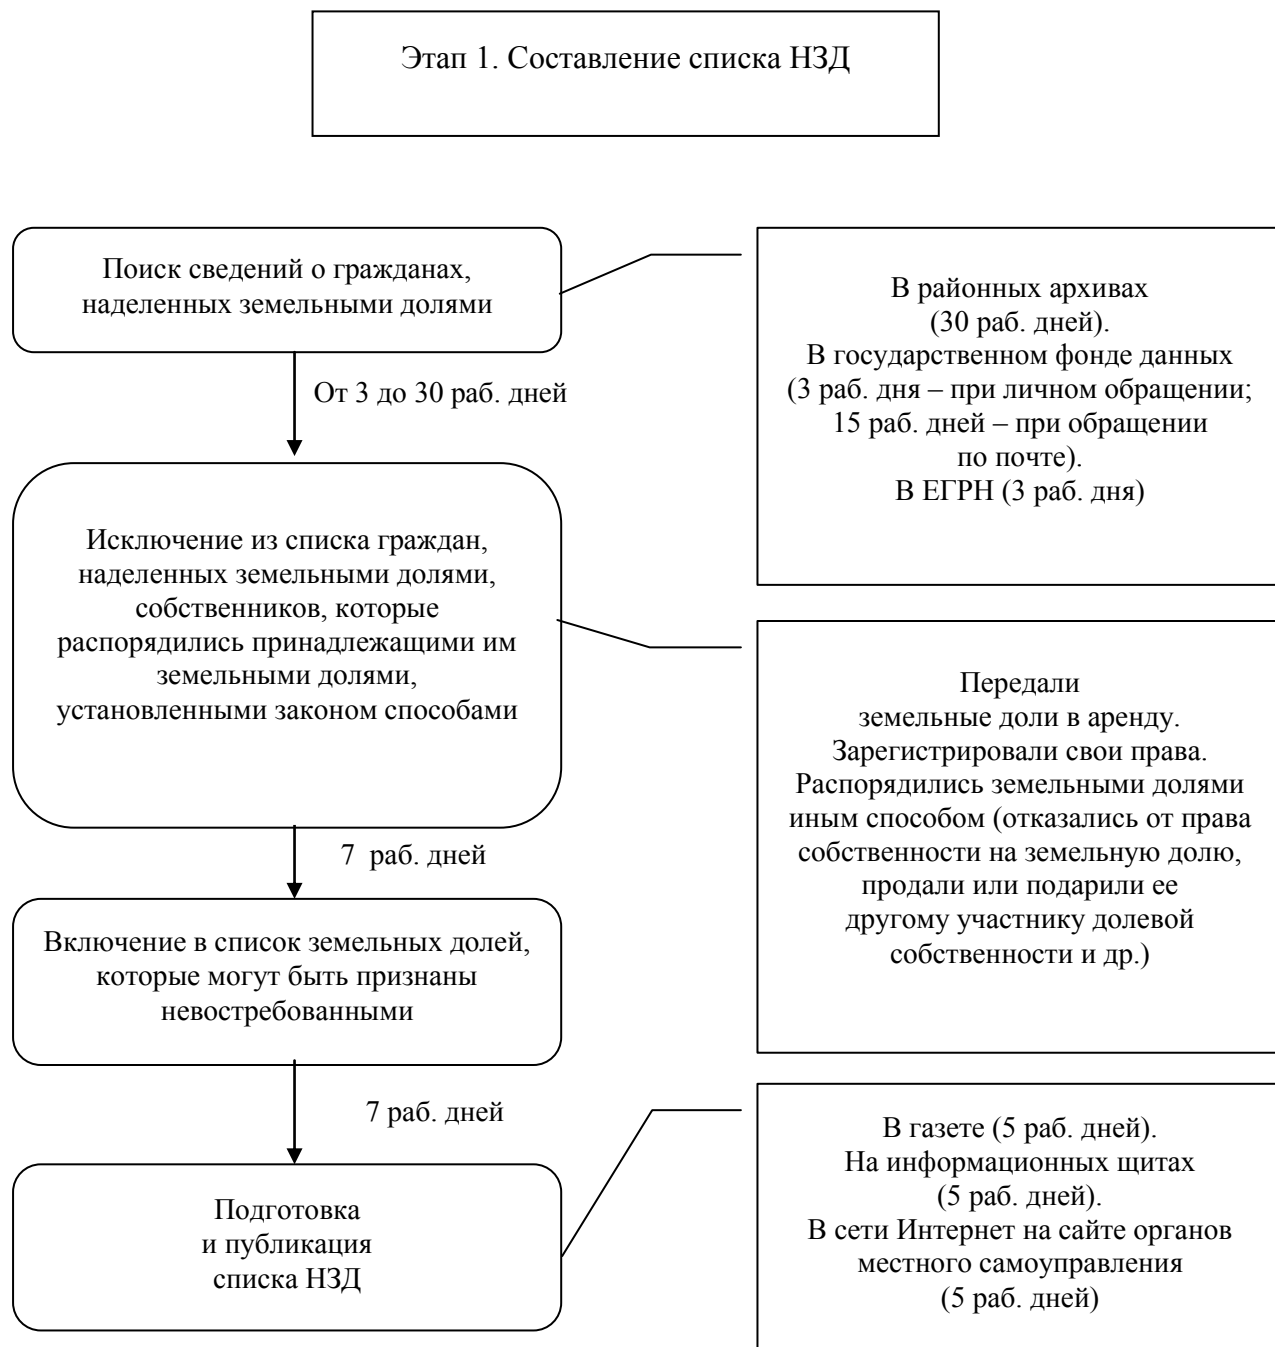 Этап 1. Составление списка НЗД
Поиск сведений о гражданах,
наделенных земельными долями
В районных архивах
(30 раб. дней).
В государственном фонде данных
(3 раб. дня – при личном обращении;
15 раб. дней – при обращении
по почте).
В ЕГРН (3 раб. дня)
От 3 до 30 раб. дней
Исключение из списка граждан,
наделенных земельными долями,
собственников, которые
распорядились принадлежащими им
земельными долями,
установленными законом способами
Передали
земельные доли в аренду.
Зарегистрировали свои права.
Распорядились земельными долями
иным способом (отказались от права
собственности на земельную долю,
продали или подарили ее
другому участнику долевой
собственности и др.)
7 раб. дней
Включение в список земельных долей,
которые могут быть признаны
невостребованными
7 раб. дней
Подготовка
и публикация
списка НЗД
В газете (5 раб. дней).
На информационных щитах
(5 раб. дней).
В сети Интернет на сайте органов
местного самоуправления
(5 раб. дней)